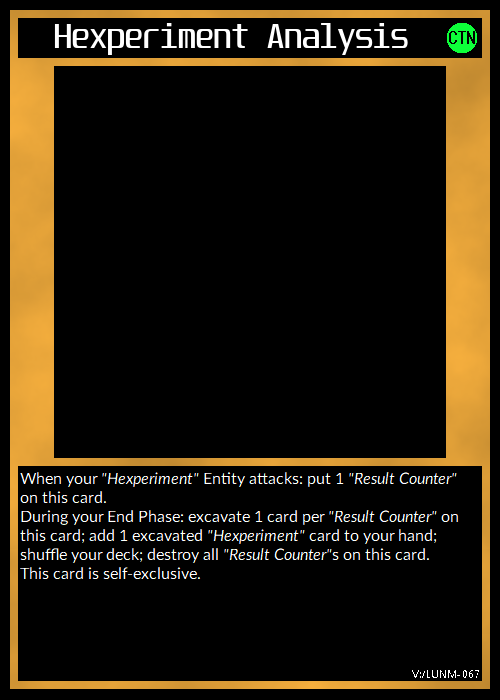 Hexperiment Analysis
CTN
When your "Hexperiment" Entity attacks: put 1 "Result Counter"
on this card.
During your End Phase: excavate 1 card per "Result Counter" on
this card; add 1 excavated "Hexperiment" card to your hand;
shuffle your deck; destroy all "Result Counter"s on this card.
This card is self-exclusive.
V:/LUNM-067